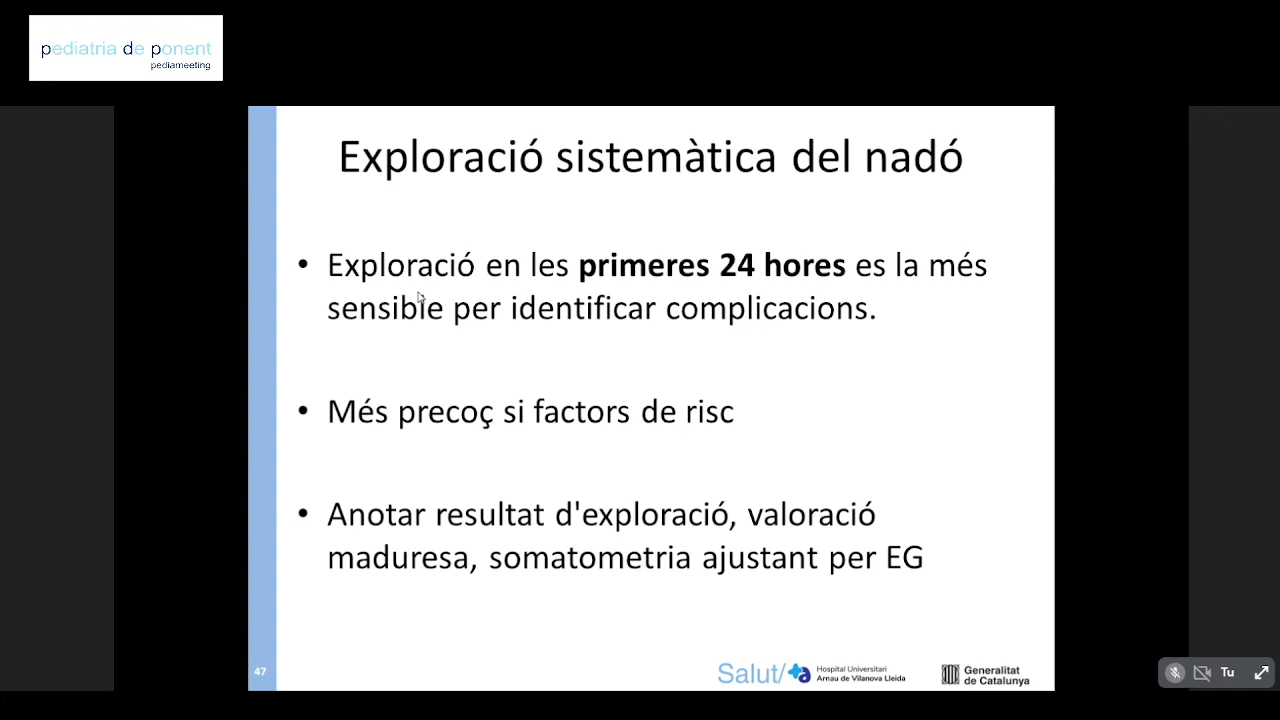 pediatria de ponent
pediameeting
Exploració sistemàtica del nadó
• Exploració en les primeres 24 hores es la més
sensible per identificar complicacions.
• Més precoç si factors de risc
• Anotar resultat d'exploració, valoració
maduresa, somatometria ajustant per EG
47
Salut/
Hospital Universitari
Arnau de Vilanova Lleida
Generalitat
de Catalunya
Tu